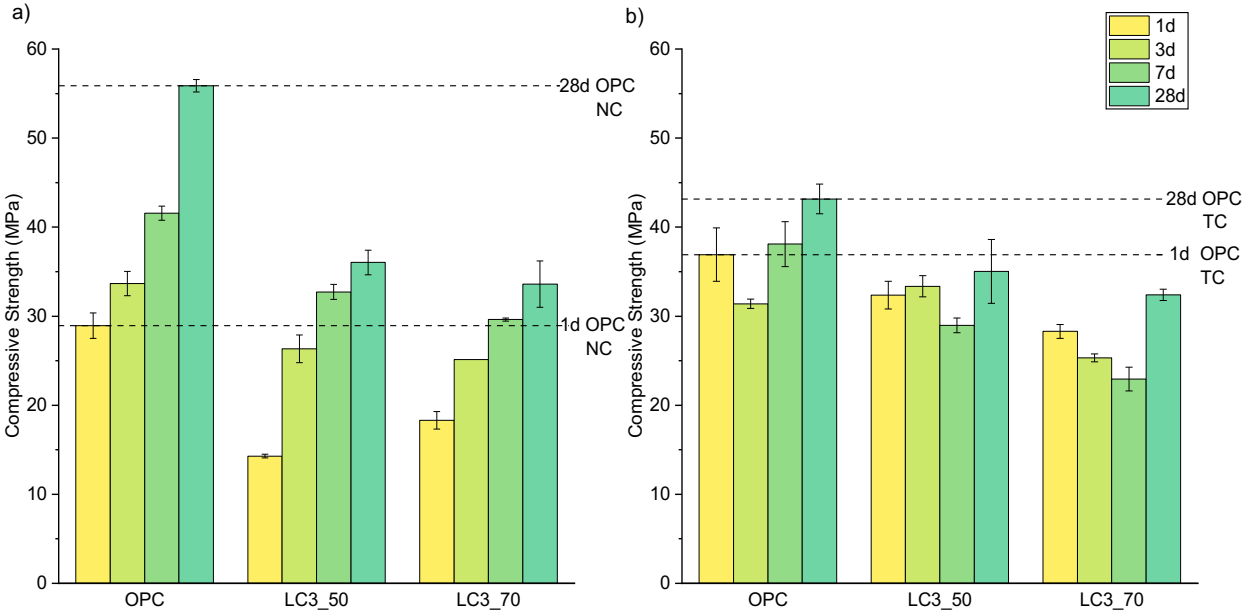 a)
60
50
40
30
20
10
0
Compressive Strength (MPa)
28d OPC
NC
1d OPC
NC
OPC
LC3_50
LC3_70
b)
1d
3d
7d
28d
60
50
40
30
20
10
0
Compressive Strength (MPa)
28d OPC
TC
1d OPC
TC
OPC
LC3_50
LC3_70